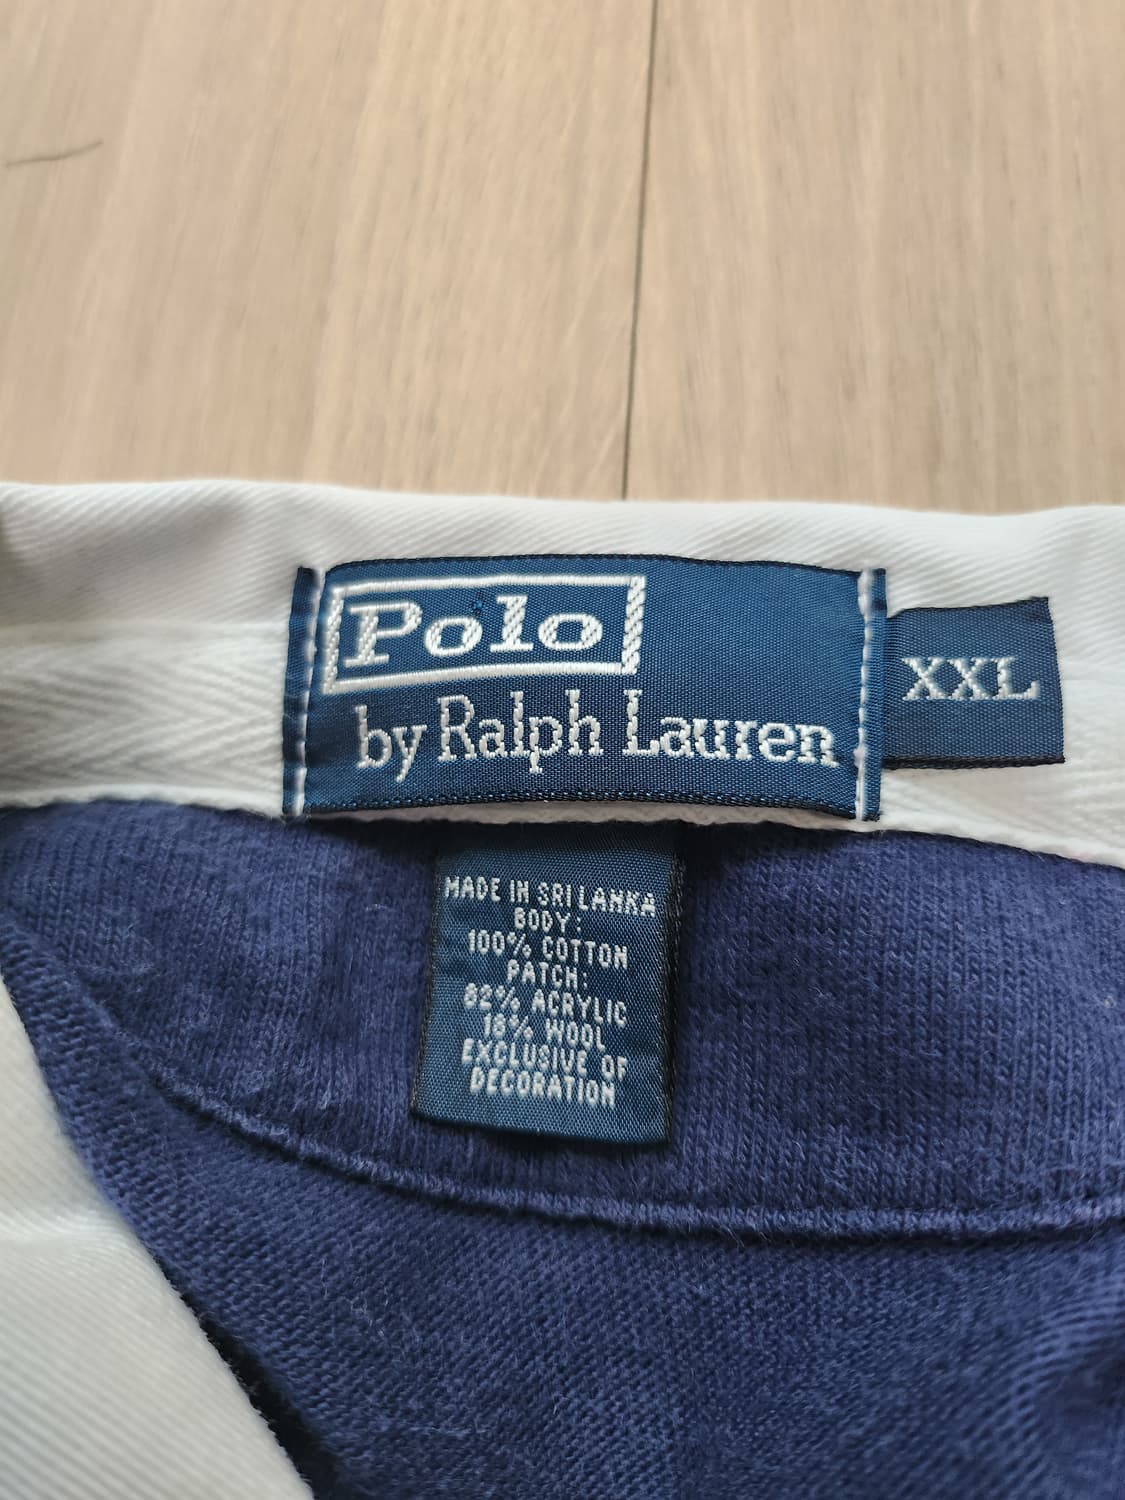 Polo
by Ralph Lauren
XXL
MADE IN SRI LANKA
BODY:
100% COTTON
PATCH:
82% ACRYLIC
18% WOOL
EXCLUSIVE OF
DECORATION